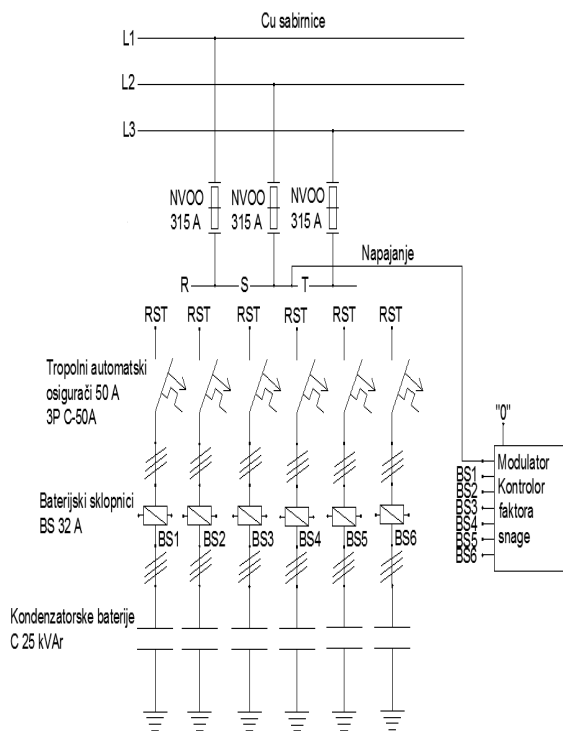 Cu sabirnice
L1
L2
L3
NVOO
315 A
NVOO
315 A
NVOO
315 A
Napajanje
R
S
T
RST
RST
RST
RST
RST
RST
Tropolni automatski
osigurači 50 A
3P C-50A
"0"
Modulator
Kontrolor
faktora
snage
BS1
BS2
BS3
BS4
BS5
BS6
Baterijski sklopnici
BS 32 A
BS1
BS2
BS3
BS4
BS5
BS6
Kondenzatorske baterije
C 25 kVAr